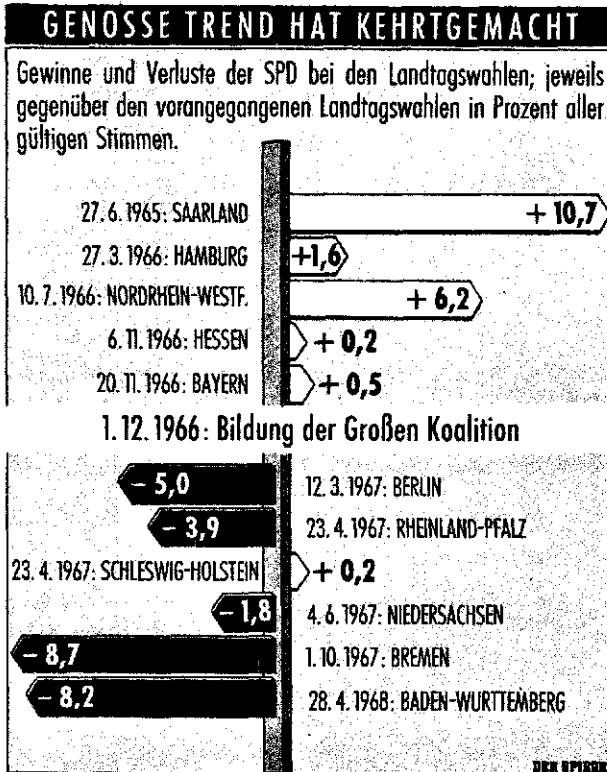 GENOSSE TREND HAT KEHRTGEMACHT
Gewinne und Verluste der SPD bei den Landtagswahlen; jeweils
gegenüber den vorangegangenen Landtagswahlen in Prozent aller
gültigen Stimmen.
27.6.1965: SAARLAND + 10,7
27.3.1966: HAMBURG +1,6
10.7.1966: NORDRHEIN-WESTF. + 6,2
6.11.1966: HESSEN + 0,2
20.11.1966: BAYERN + 0,5
1.12.1966: Bildung der Großen Koalition
- 5,0 12.3.1967: BERLIN
- 3,9 23.4.1967: RHEINLAND-PFALZ
23.4.1967: SCHLESWIG-HOLSTEIN + 0,2
- 1,8 4.6.1967: NIEDERSACHSEN
- 8,7 1.10.1967: BREMEN
- 8,2 28.4.1968: BADEN-WURTTEMBERG
DER SPIEGEL